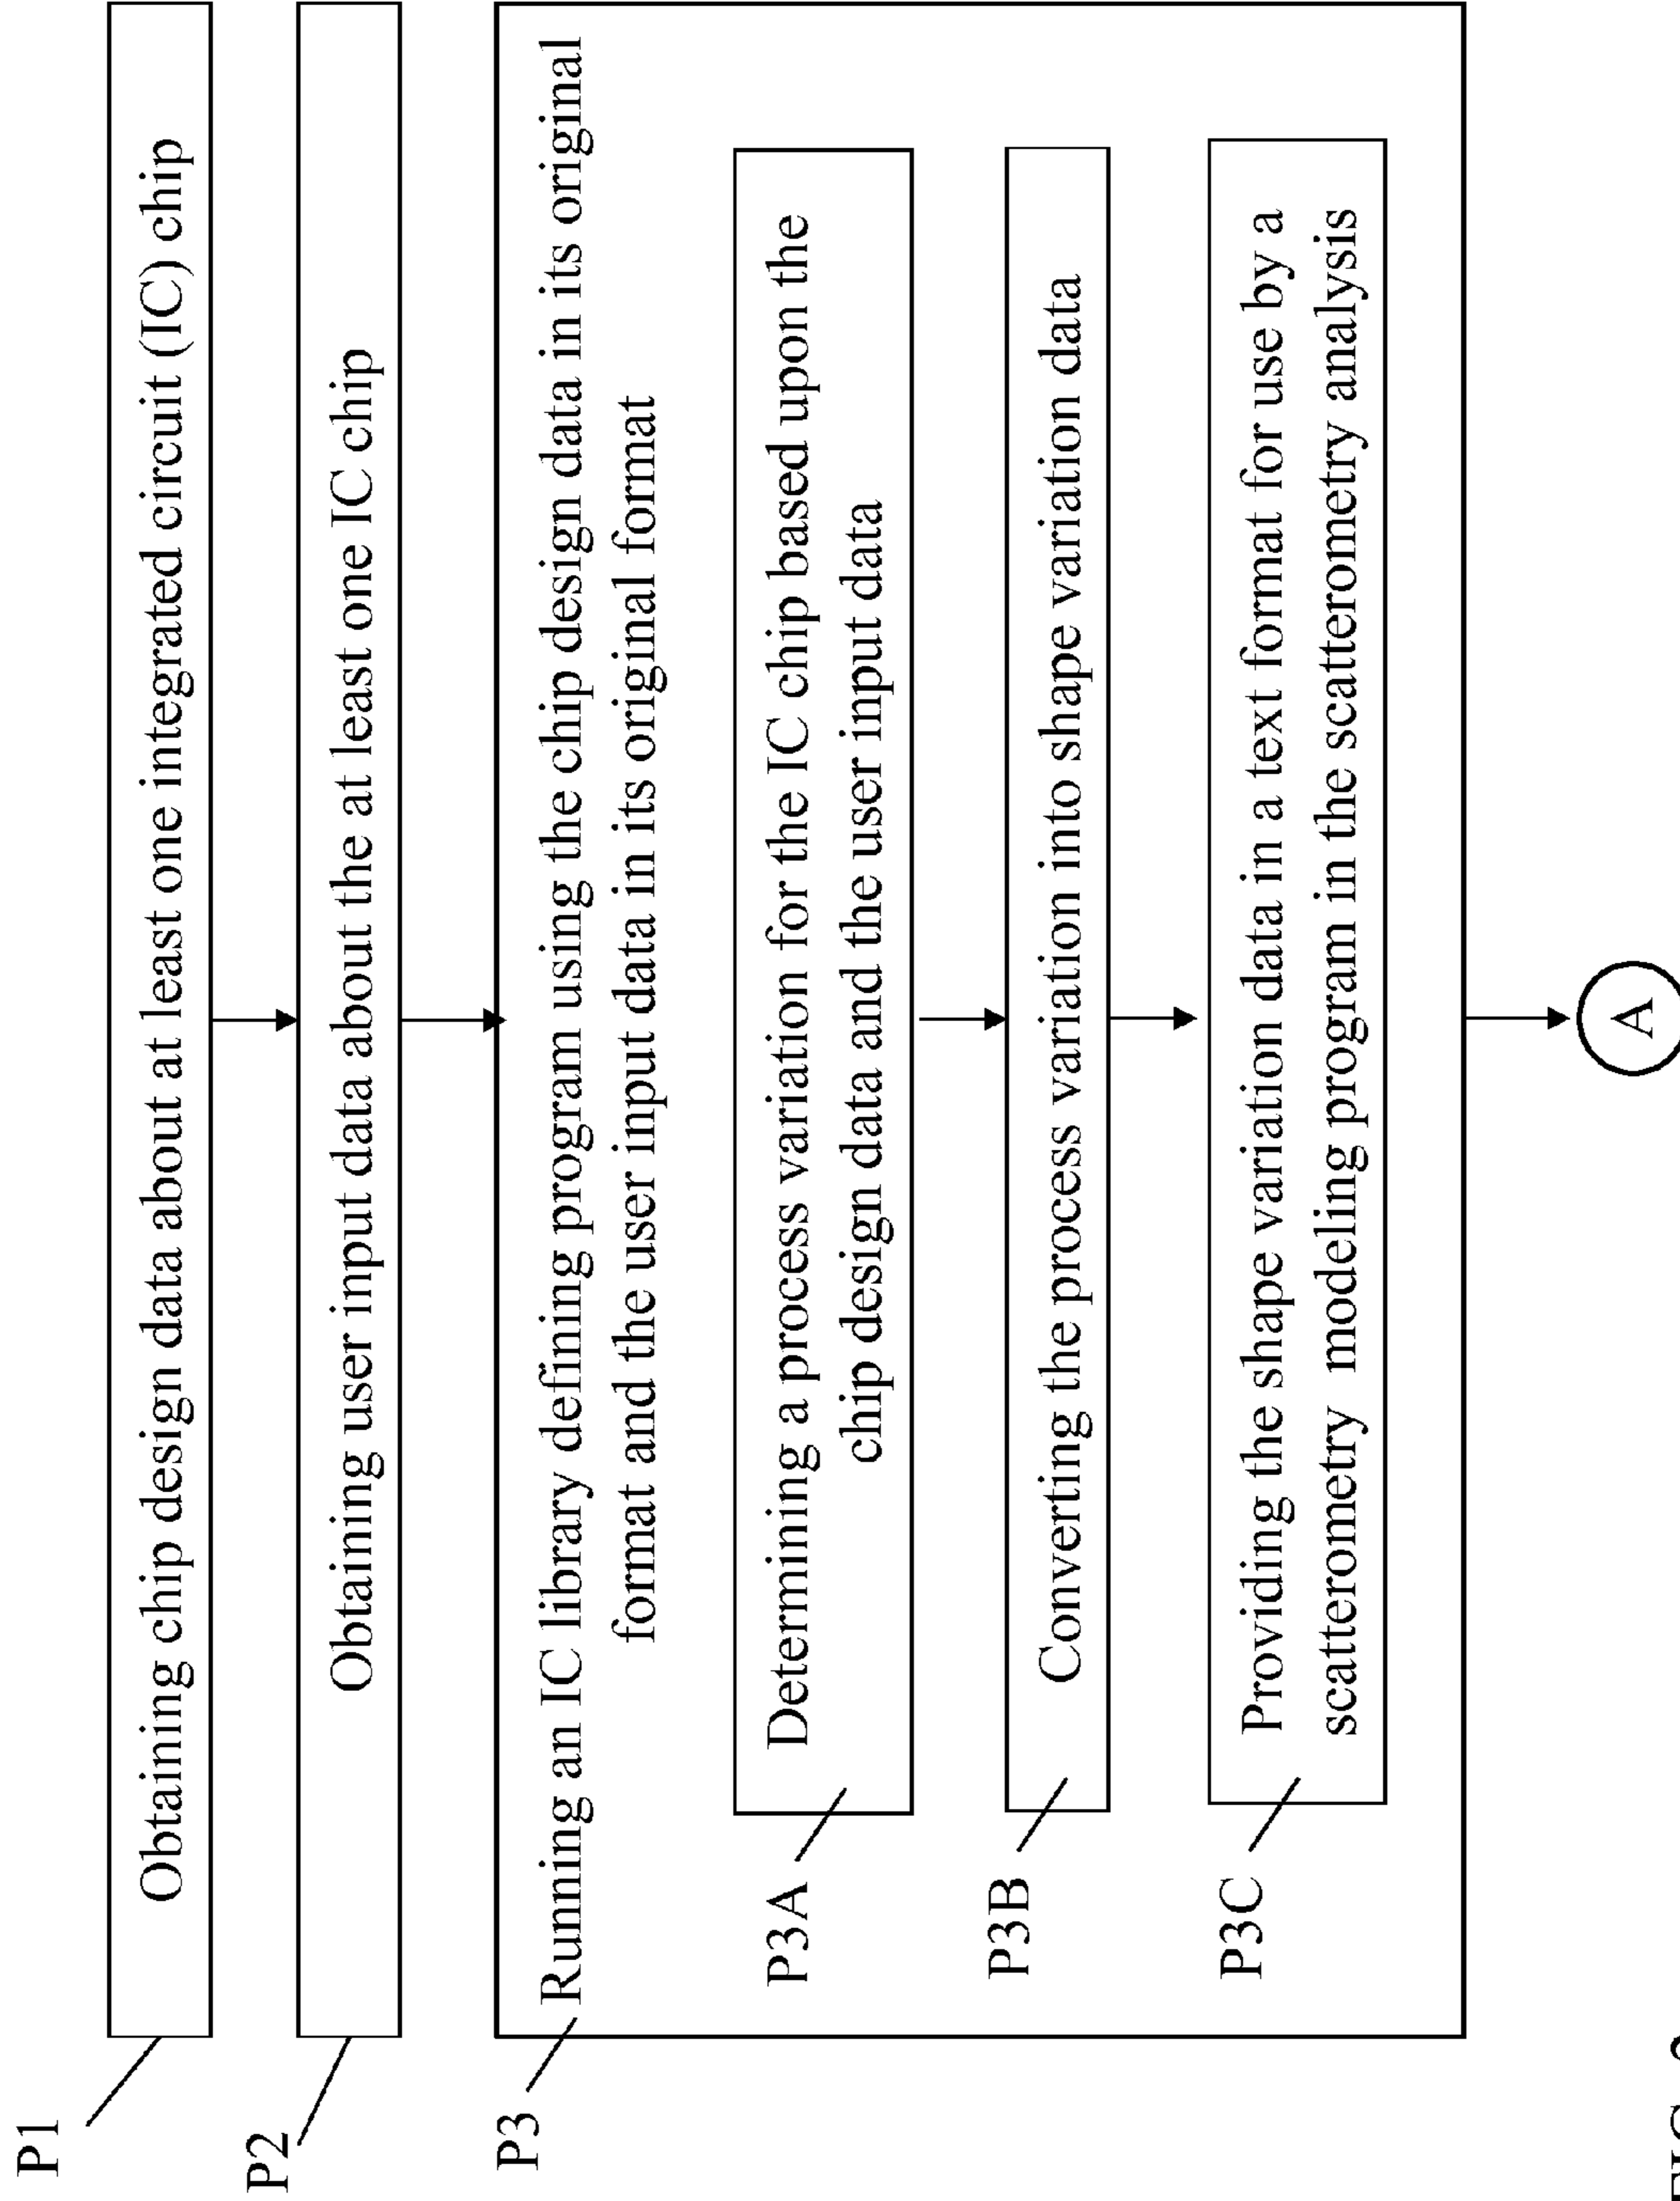 P1
Obtaining chip design data about at least one integrated circuit (IC) chip
P2
Obtaining user input data about the at least one IC chip
P3
Running an IC library defining program using the chip design data in its original
format and the user input data in its original format
P3A
Determining a process variation for the IC chip based upon the
chip design data and the user input data
P3B
Converting the process variation into shape variation data
P3C
Providing the shape variation data in a text format for use by a
scatterometry modeling program in the scatterometry analysis
A